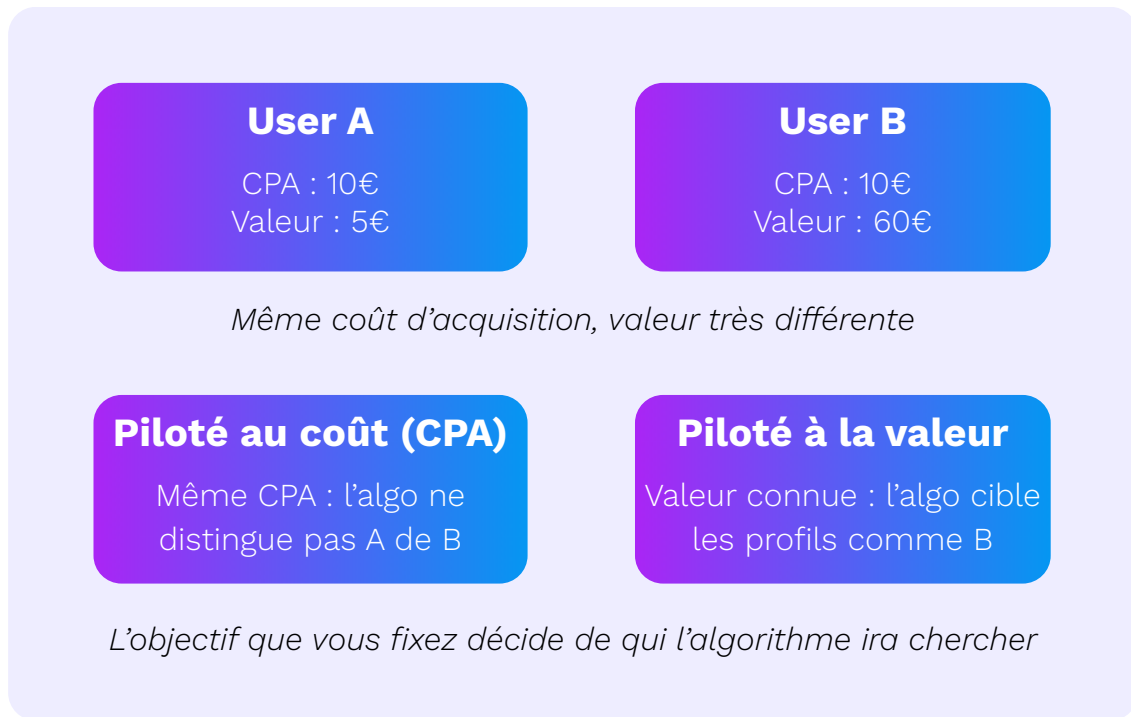 User A
CPA : 10€
Valeur : 5€
User B
CPA : 10€
Valeur : 60€
Même coût d’acquisition, valeur très différente
Piloté au coût (CPA)
Même CPA : l’algo ne
distingue pas A de B
Piloté à la valeur
Valeur connue : l’algo cible
les profils comme B
L’objectif que vous fixez décide de qui l’algorithme ira chercher